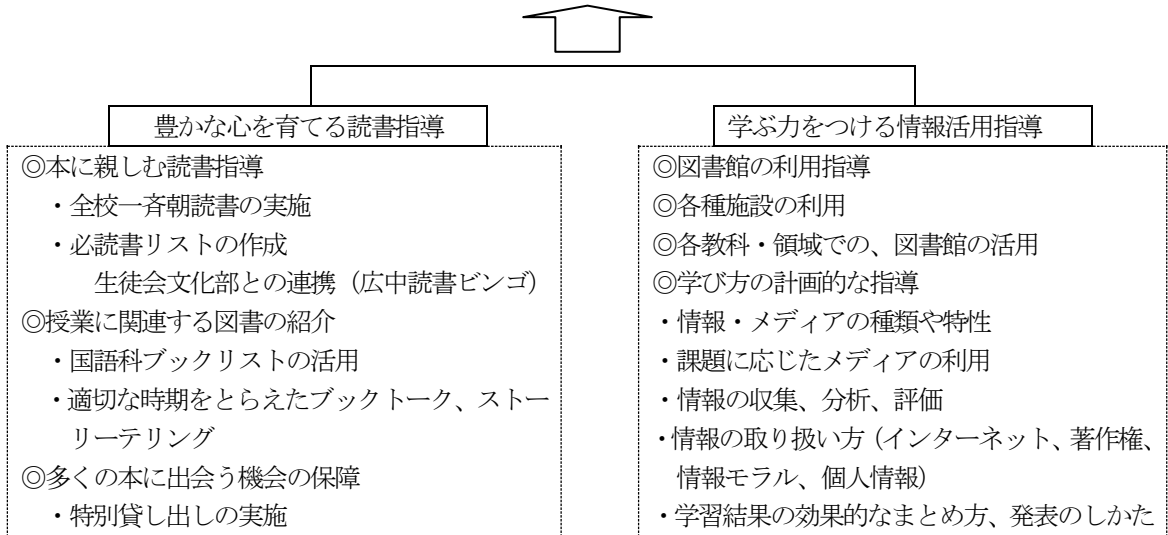 豊かな心を育てる読書指導
◎本に親しむ読書指導
・全校一斉朝読書の実施
・必読書リストの作成
生徒会文化部との連携（広中読書ビンゴ）
◎授業に関連する図書の紹介
・国語科ブックリストの活用
・適切な時期をとらえたブックトーク、ストー
リーテリング
◎多くの本に出会う機会の保障
・特別貸し出しの実施
学ぶ力をつける情報活用指導
◎図書館の利用指導
◎各種施設の利用
◎各教科・領域での、図書館の活用
◎学び方の計画的な指導
・情報・メディアの種類や特性
・課題に応じたメディアの利用
・情報の収集、分析、評価
・情報の取り扱い方（インターネット、著作権、
情報モラル、個人情報）
・学習結果の効果的なまとめ方、発表のしかた